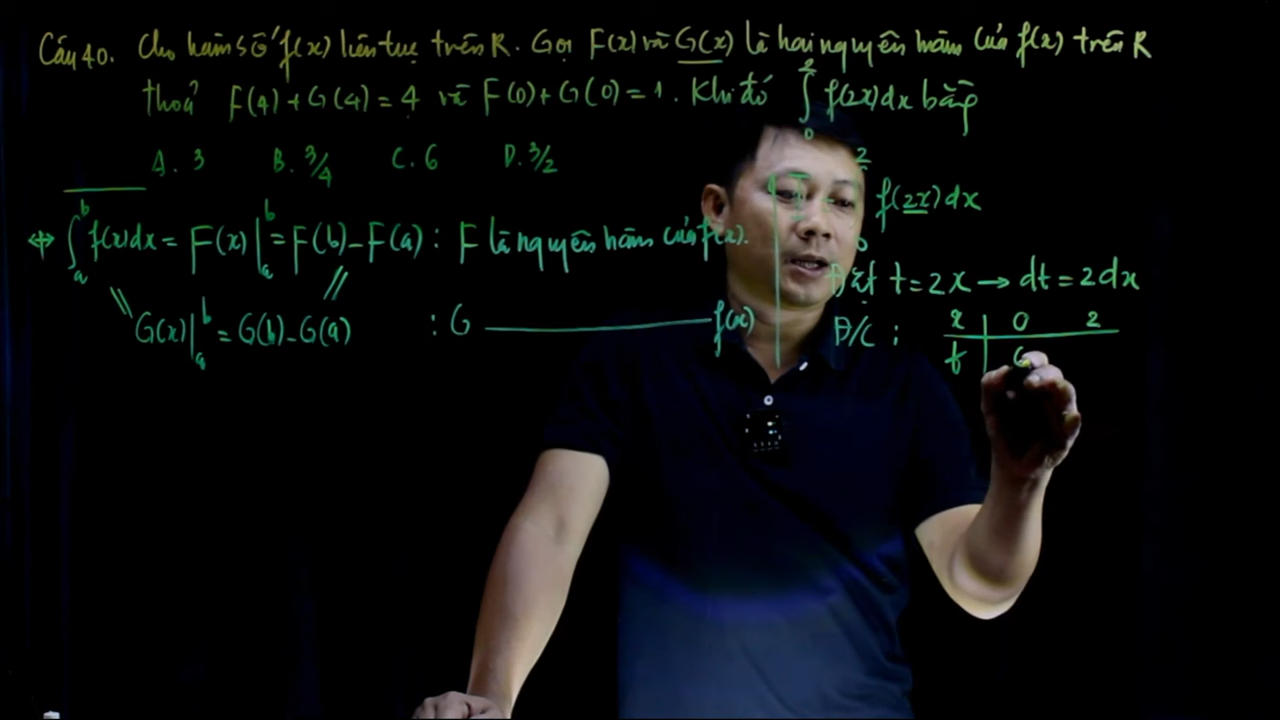 Câu 40. Cho hàm số f(x) liên tục trên R. Gọi F(x) và G(x) là hai nguyên hàm của f(x) trên R
thoả F(4) + G(4) = 4 và F(0) + G(0) = 1. Khi đó ∫₀² f(2x)dx bằng
A. 3 B. 3/4 C. 6 D. 3/2
⇔ ∫ₐᵇ f(x)dx = F(x)|ₐᵇ = F(b) - F(a) : F là nguyên hàm của f(x).
G(x)|ₐᵇ = G(b) - G(a) : G ———— f(x)
2
f(2x)dx
0
Đặt t = 2x → dt = 2dx
Đ/C : x | 0 2
t |